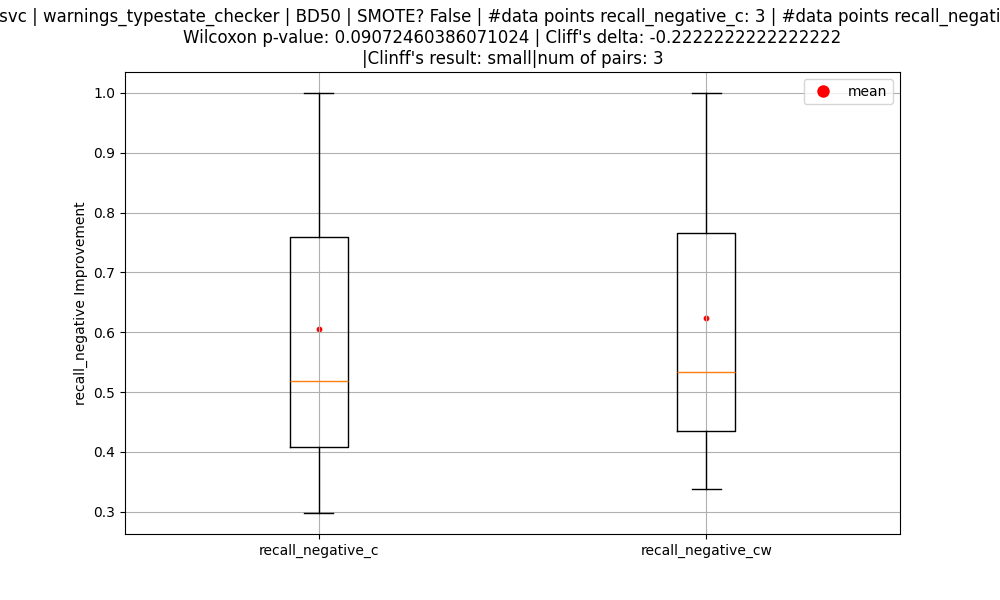 svc | warnings_typestate_checker | BD50 | SMOTE? False | #data points recall_negative_c: 3 | #data points
Wilcoxon p-value: 0.09072460386071024 | Cliff's delta: -0.2222222222222222
|Clinff's result: small|num of pairs: 3
mean
1.0
0.9
0.8
0.7
0.6
0.5
0.4
0.3
recall_negative Improvement
recall_negative_c
recall_negative_cw